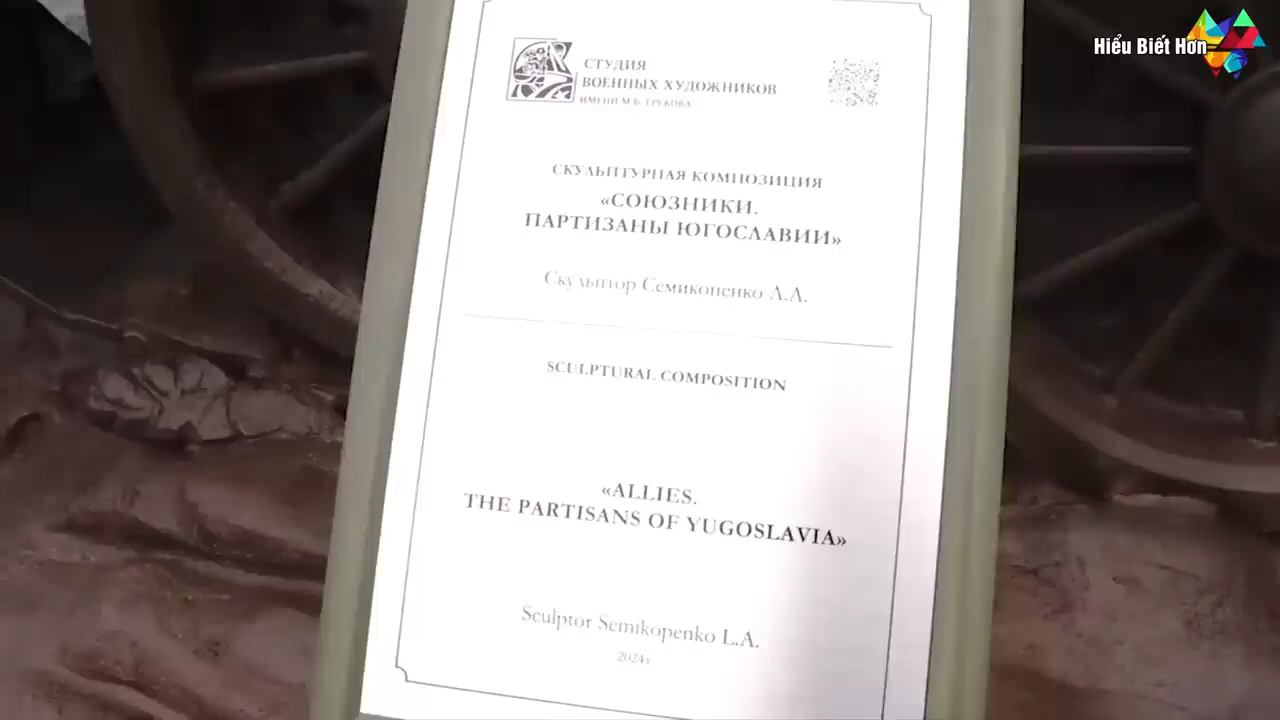 Hiểu Biết Hơn
СТУДИЯ
ВОЕННЫХ ХУДОЖНИКОВ
ИМЕНИ М.Б. ГРЕКОВА
СКУЛЬПТУРНАЯ КОМПОЗИЦИЯ
«СОЮЗНИКИ.
ПАРТИЗАНЫ ЮГОСЛАВИИ»
Скульптор Семикопенко Л.А.
SCULPTURAL COMPOSITION
«ALLIES.
THE PARTISANS OF YUGOSLAVIA»
Sculptor Semikopenko L.A.
2024г